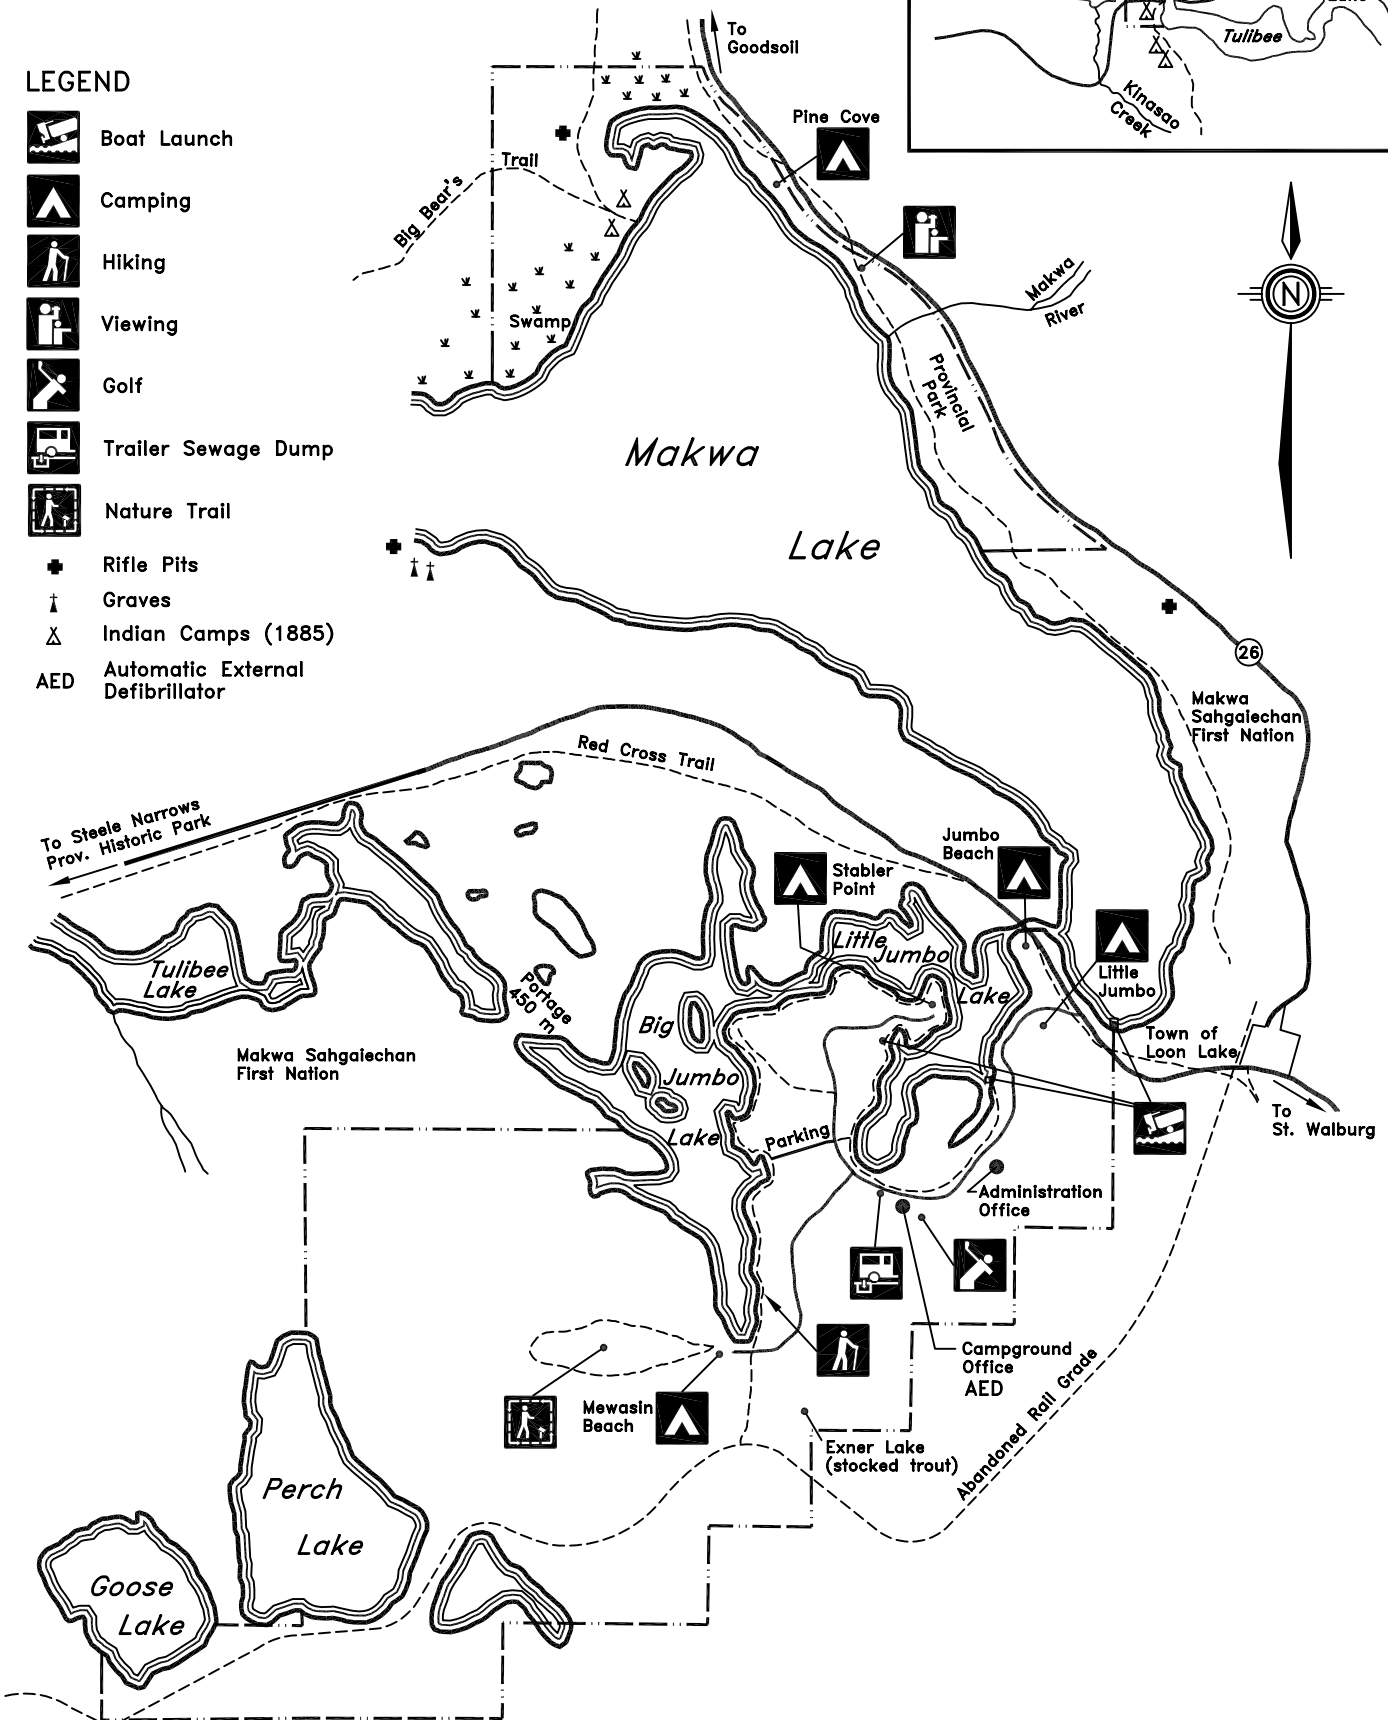 LEGEND
Boat Launch
Camping
Hiking
Viewing
Golf
Trailer Sewage Dump
Nature Trail
Rifle Pits
Graves
Indian Camps (1885)
AED
Automatic External
Defibrillator
To
Goodsoil
Tulibee
Kinasao
Creek
Pine Cove
Big Bear's Trail
Swamp
N
Makwa
River
Provincial
Park
Makwa
Lake
26
Makwa
Sahgaiechan
First Nation
Red Cross Trail
To Steele Narrows
Prov. Historic Park
Jumbo
Beach
Stabler
Point
Little
Jumbo
Lake
Little
Jumbo
Tulibee
Lake
Portage
450 m
Big
Jumbo
Lake
Makwa Sahgaiechan
First Nation
Town of
Loon Lake
To
St. Walburg
Parking
Administration
Office
Campground
Office
AED
Mewasin
Beach
Exner Lake
(stocked trout)
Abandoned Rail Grade
Perch
Lake
Goose
Lake